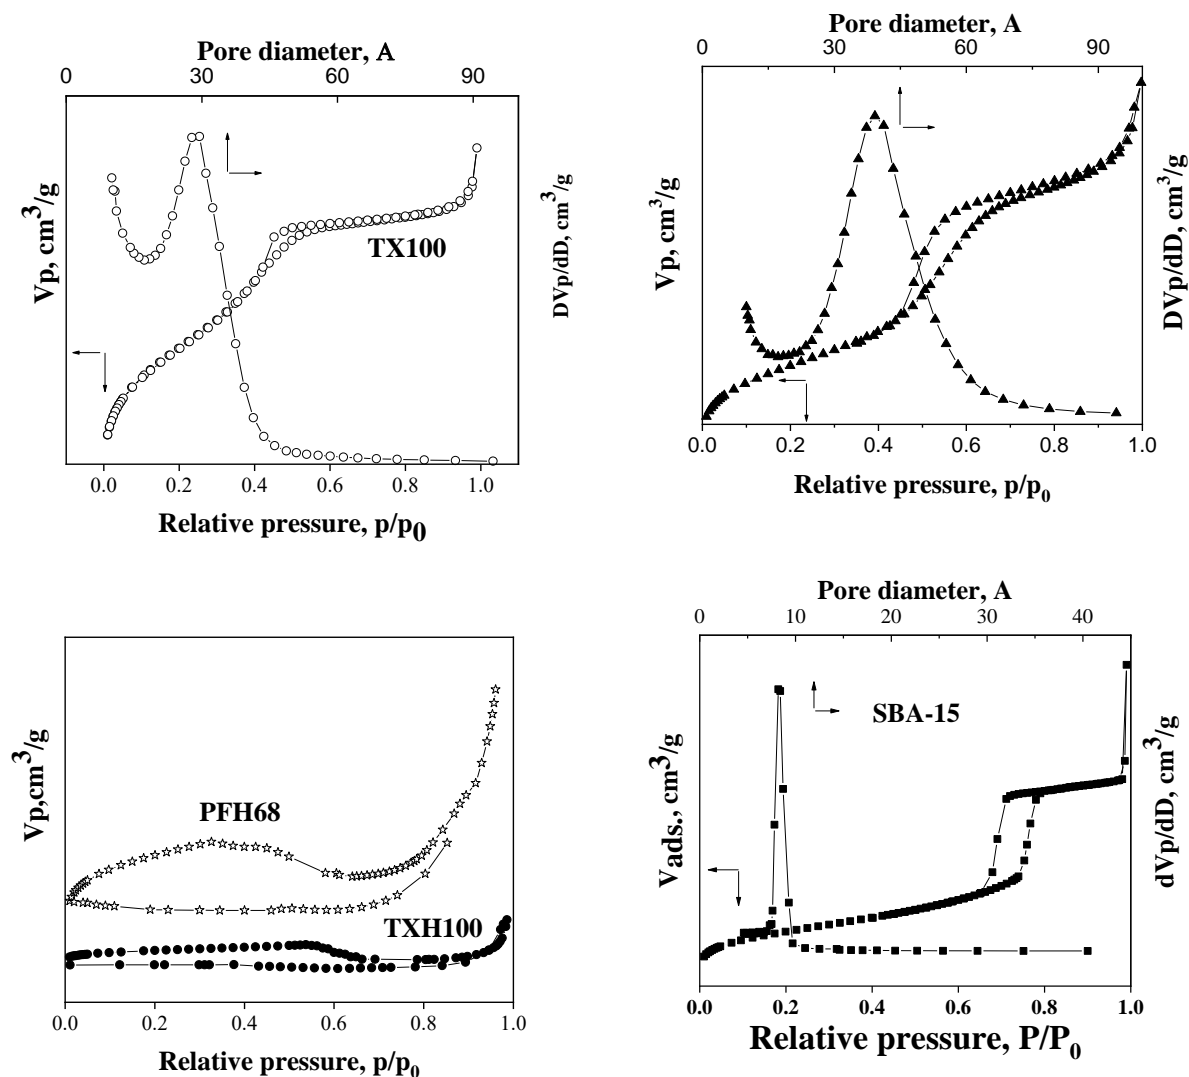 Pore diameter, A
0 30 60 90
Vp, cm3/g
DVp/dD, cm3/g
TX100
0.0 0.2 0.4 0.6 0.8 1.0
Relative pressure, p/p0
Pore diameter, A
0 30 60 90
Vp, cm3/g
DVp/dD, cm3/g
0.0 0.2 0.4 0.6 0.8 1.0
Relative pressure, p/p0
Vp,cm3/g
PFH68
TXH100
0.0 0.2 0.4 0.6 0.8 1.0
Relative pressure, p/p0
Pore diameter, A
0 10 20 30 40
Vads., cm3/g
dVp/dD, cm3/g
SBA-15
0.0 0.2 0.4 0.6 0.8 1.0
Relative pressure, P/P0